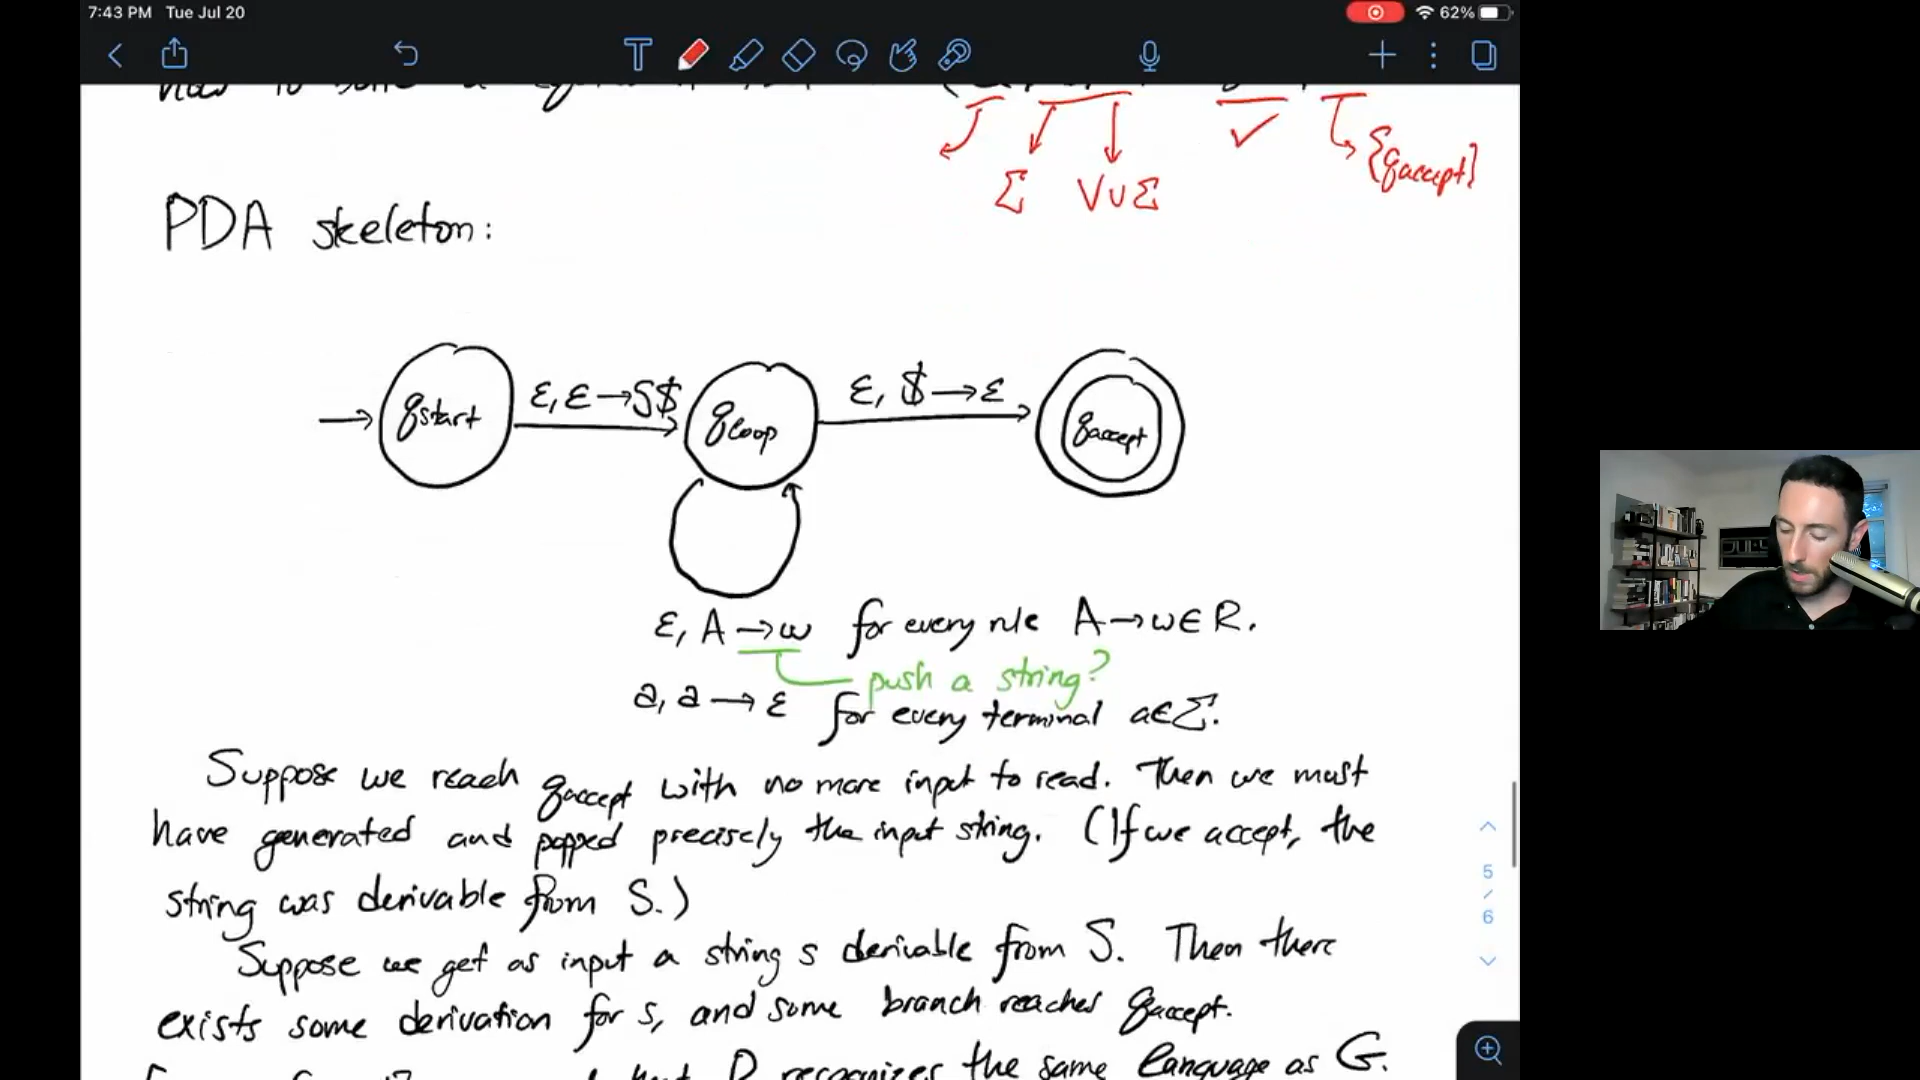 7:43 PM Tue Jul 20
62%
how to
Σ V∪Σ {qaccept}
PDA skeleton:
qstart ε, ε→S$ qloop ε, $→ε qaccept
ε, A→w for every rule A→w∈R.
push a string?
a, a→ε for every terminal a∈Σ.
Suppose we reach qaccept with no more input to read. Then we must
have generated and popped precisely the input string. (If we accept, the
string was derivable from S.)
Suppose we get as input a string s derivable from S. Then there
exists some derivation for s, and some branch reaches qaccept.
recognizes the same language as G.
5
/
6